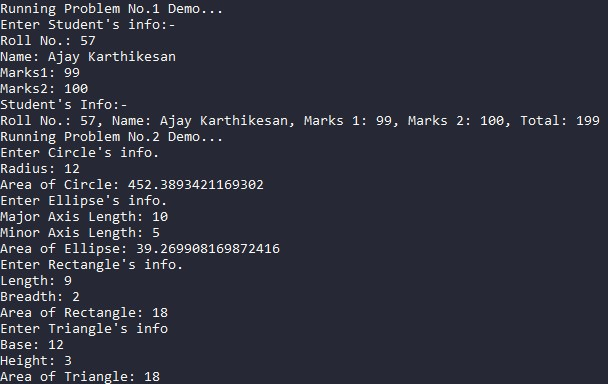 Running Problem No.1 Demo...
Enter Student's info:-
Roll No.: 57
Name: Ajay Karthikesan
Marks1: 99
Marks2: 100
Student's Info:-
Roll No.: 57, Name: Ajay Karthikesan, Marks 1: 99, Marks 2: 100, Total: 199
Running Problem No.2 Demo...
Enter Circle's info.
Radius: 12
Area of Circle: 452.3893421169302
Enter Ellipse's info.
Major Axis Length: 10
Minor Axis Length: 5
Area of Ellipse: 39.269908169872416
Enter Rectangle's info.
Length: 9
Breadth: 2
Area of Rectangle: 18
Enter Triangle's info
Base: 12
Height: 3
Area of Triangle: 18